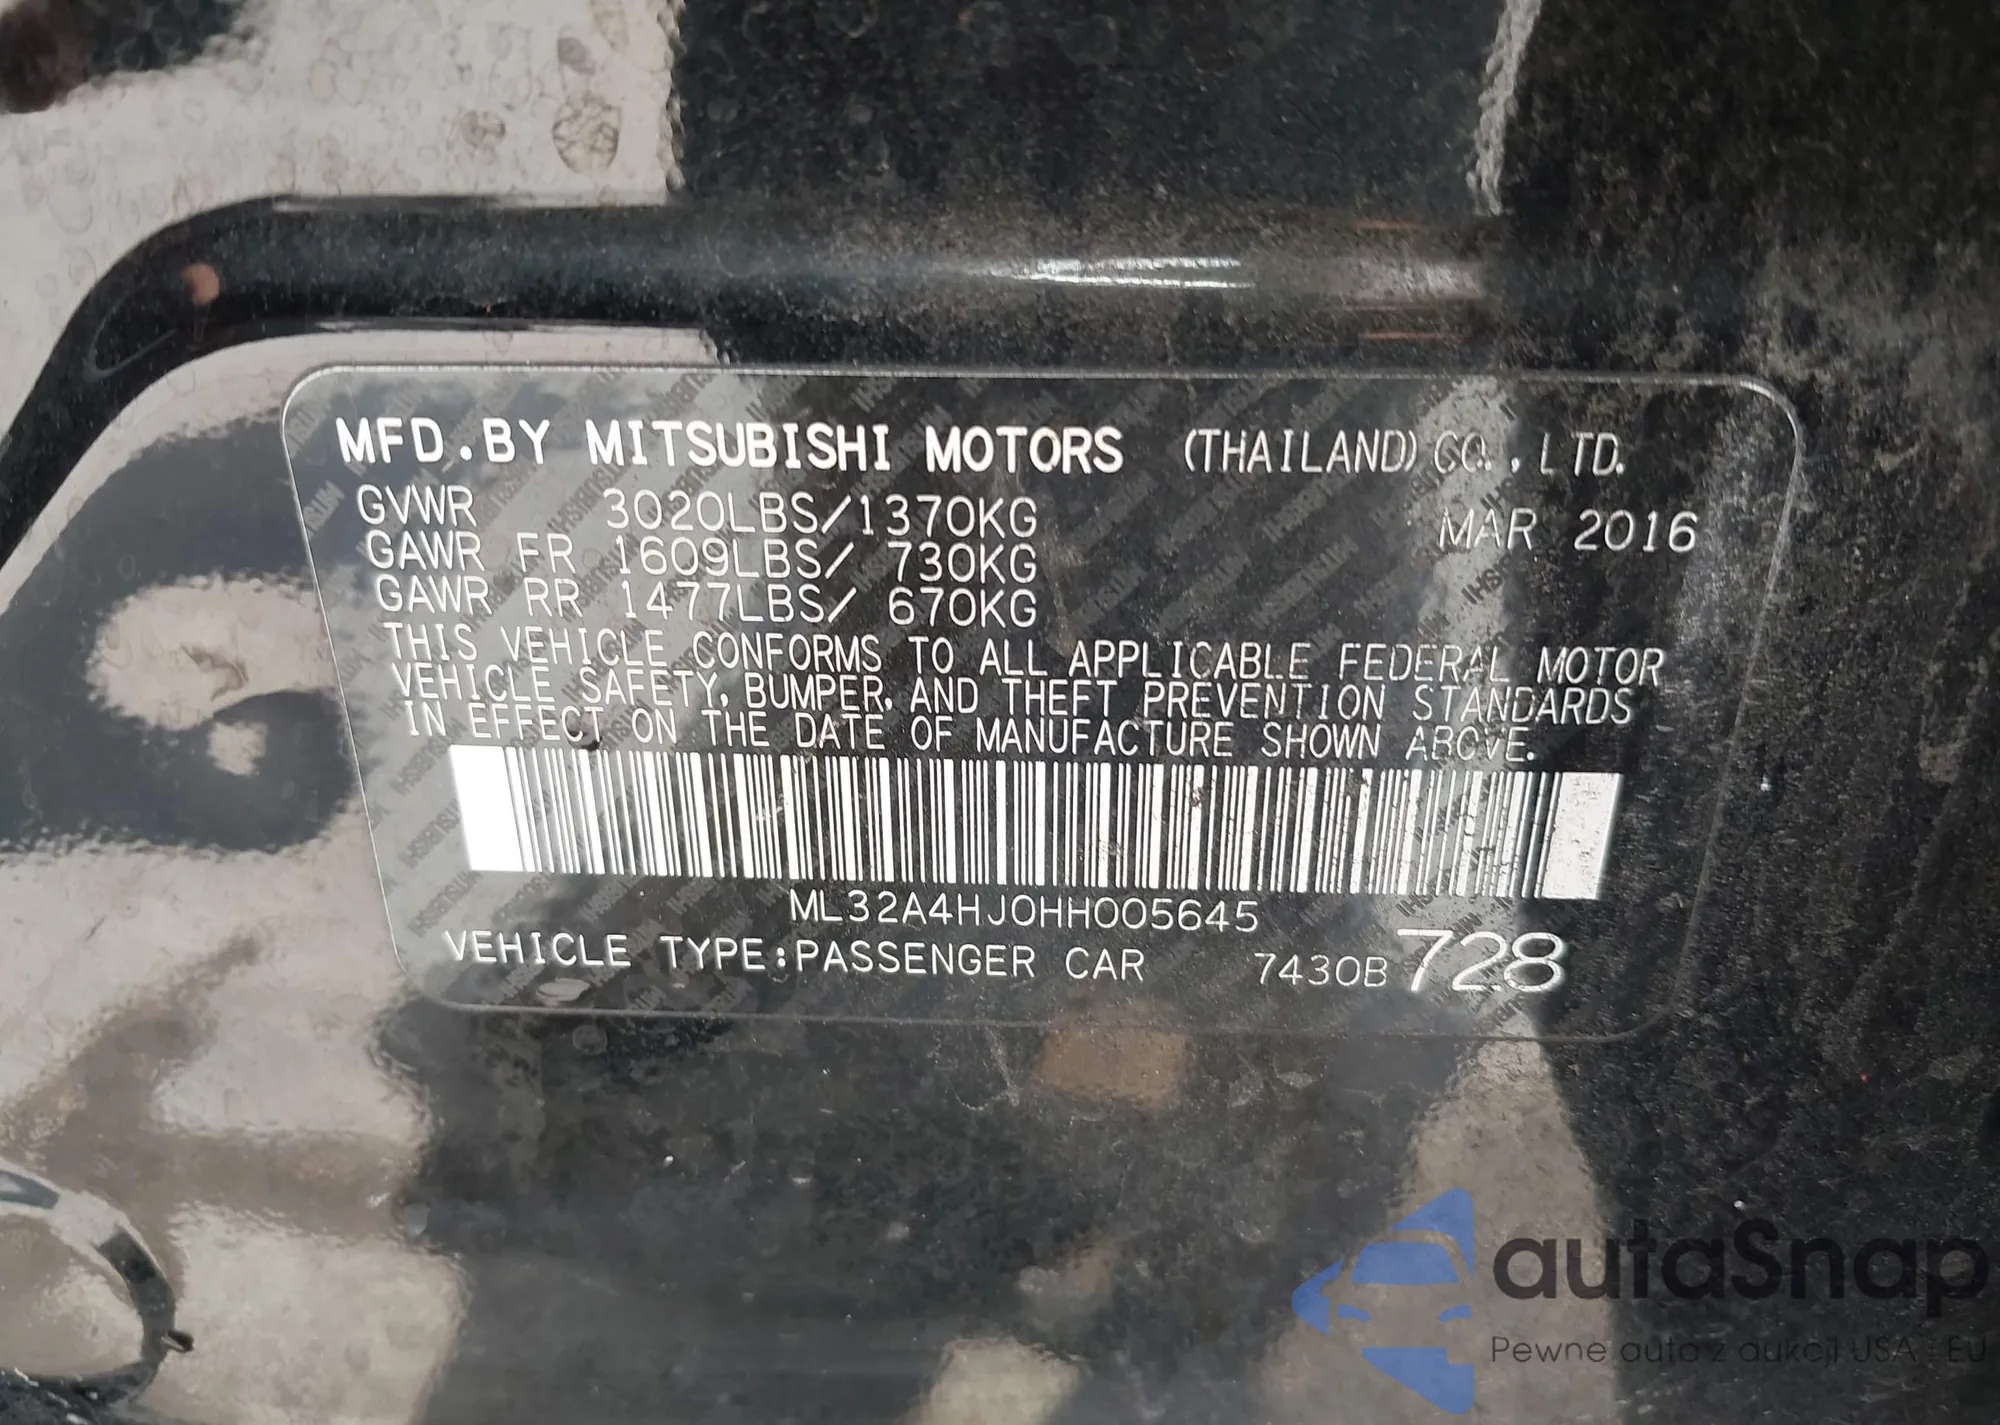 MFD.BY MITSUBISHI MOTORS (THAILAND) CO.,LTD.
GVWR 3020LBS/1370KG MAR 2016
GAWR FR 1609LBS/ 730KG
GAWR RR 1477LBS/ 670KG
THIS VEHICLE CONFORMS TO ALL APPLICABLE FEDERAL MOTOR
VEHICLE SAFETY, BUMPER, AND THEFT PREVENTION STANDARDS
IN EFFECT ON THE DATE OF MANUFACTURE SHOWN ABOVE.
ML32A4HJ0HH005645
VEHICLE TYPE:PASSENGER CAR 7430B 728
autaSnap
Pewne auta z aukcji USA i EU